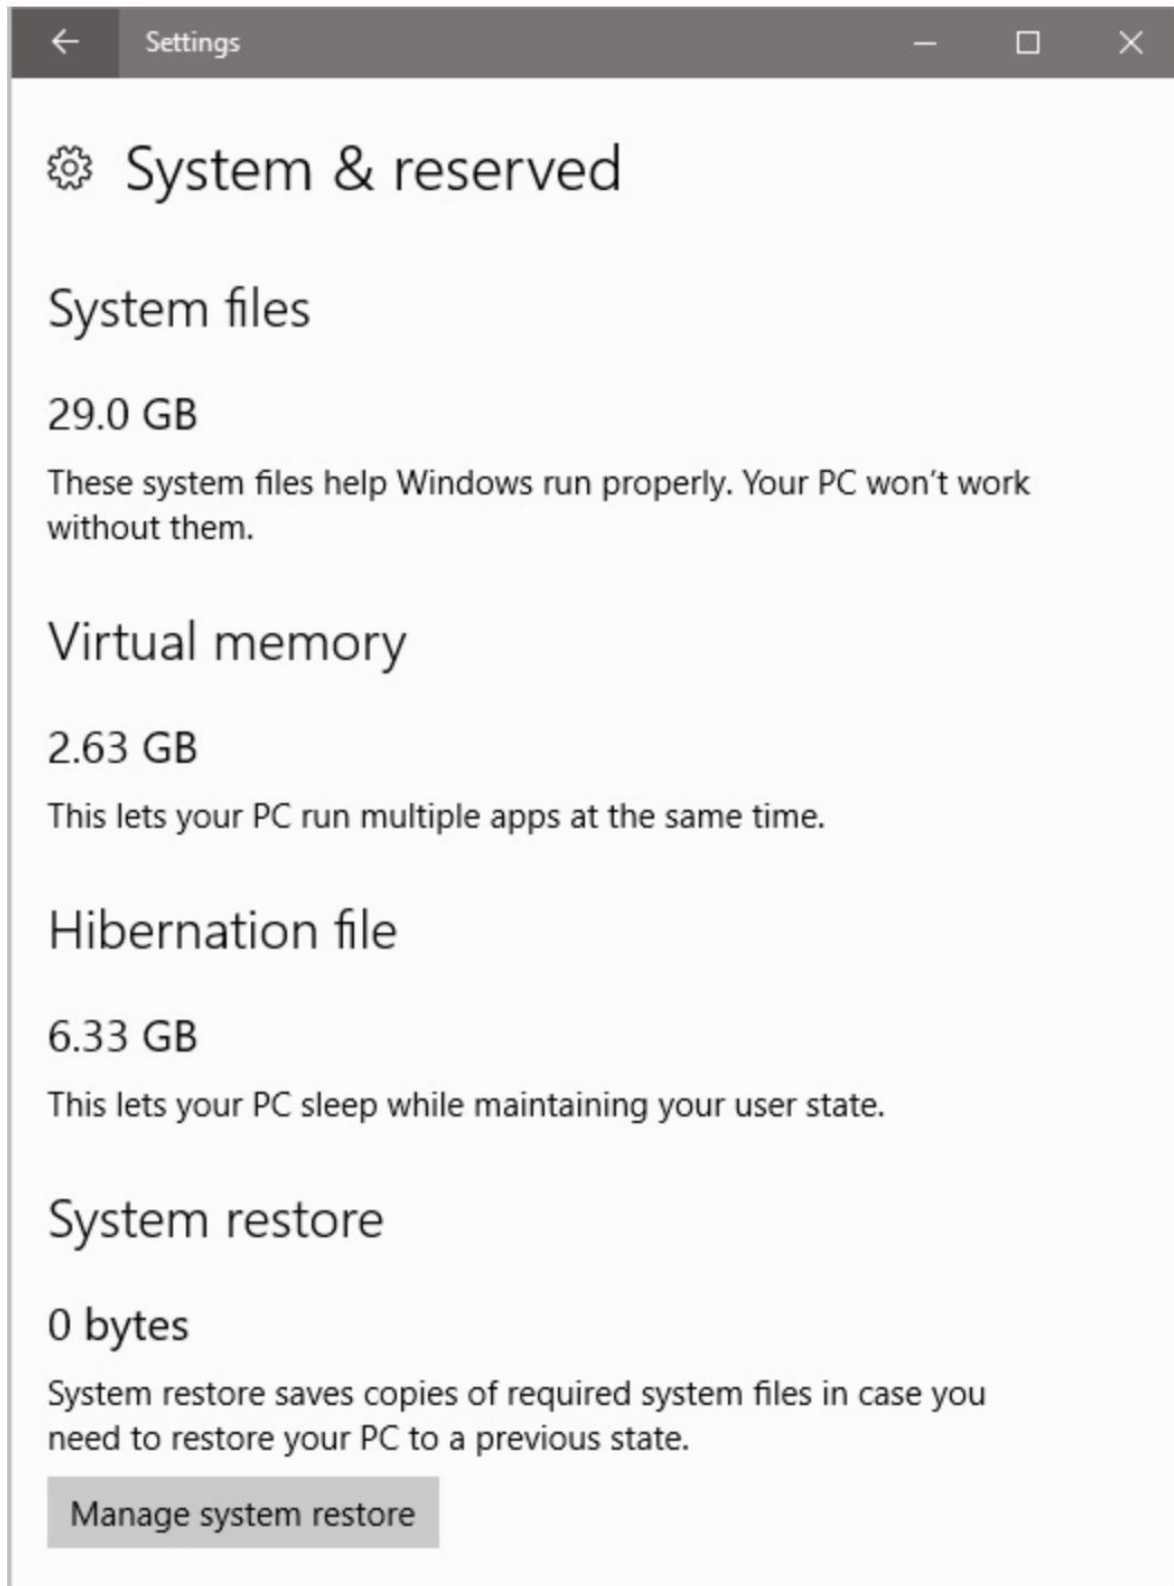 Settings
System & reserved
System files
29.0 GB
These system files help Windows run properly. Your PC won't work
without them.
Virtual memory
2.63 GB
This lets your PC run multiple apps at the same time.
Hibernation file
6.33 GB
This lets your PC sleep while maintaining your user state.
System restore
0 bytes
System restore saves copies of required system files in case you
need to restore your PC to a previous state.
Manage system restore